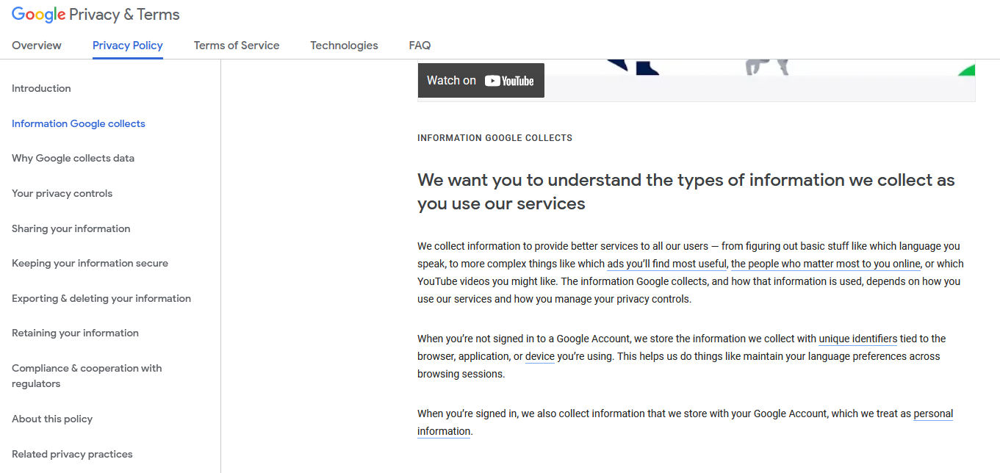 Google Privacy & Terms
Overview
Privacy Policy
Terms of Service
Technologies
FAQ
Introduction
Information Google collects
Why Google collects data
Your privacy controls
Sharing your information
Keeping your information secure
Exporting & deleting your information
Retaining your information
Compliance & cooperation with
regulators
About this policy
Related privacy practices
Watch on YouTube
INFORMATION GOOGLE COLLECTS
We want you to understand the types of information we collect as
you use our services
We collect information to provide better services to all our users — from figuring out basic stuff like which language you
speak, to more complex things like which ads you’ll find most useful, the people who matter most to you online, or which
YouTube videos you might like. The information Google collects, and how that information is used, depends on how you
use our services and how you manage your privacy controls.
When you’re not signed in to a Google Account, we store the information we collect with unique identifiers tied to the
browser, application, or device you’re using. This helps us do things like maintain your language preferences across
browsing sessions.
When you’re signed in, we also collect information that we store with your Google Account, which we treat as personal
information.